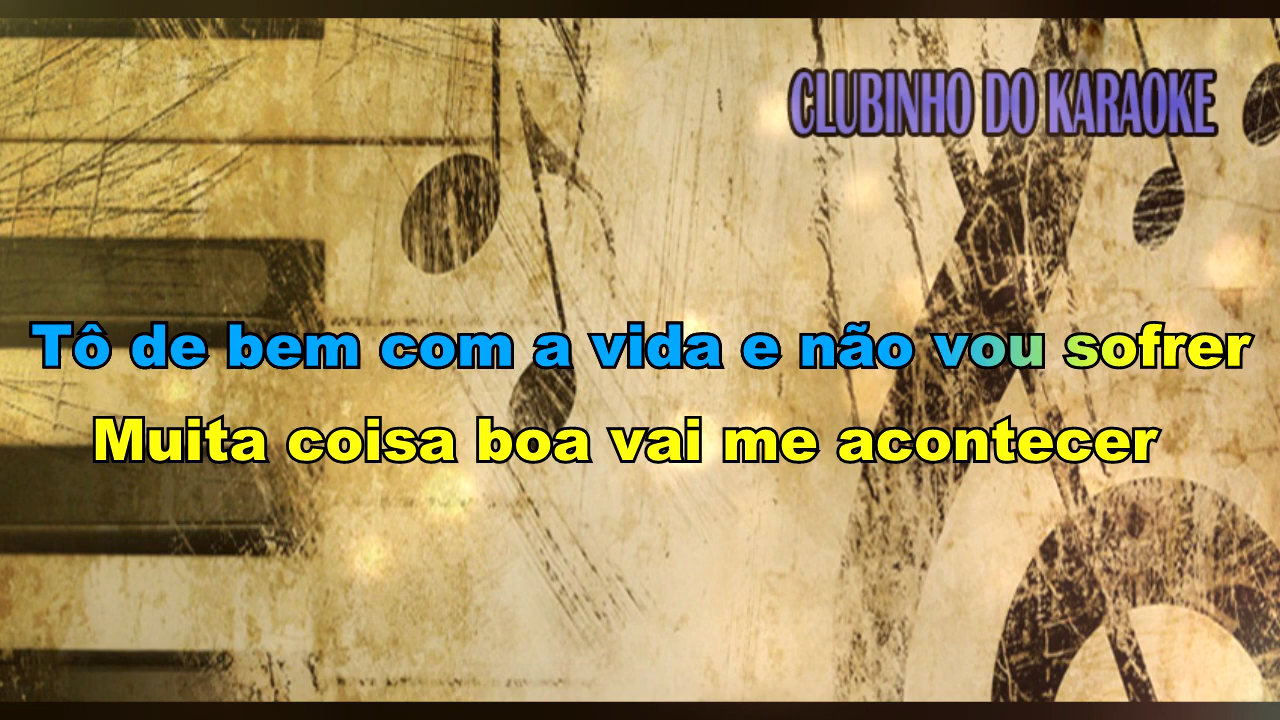 CLUBINHO DO KARAOKE
Tô de bem com a vida e não vou sofrer
Muita coisa boa vai me acontecer